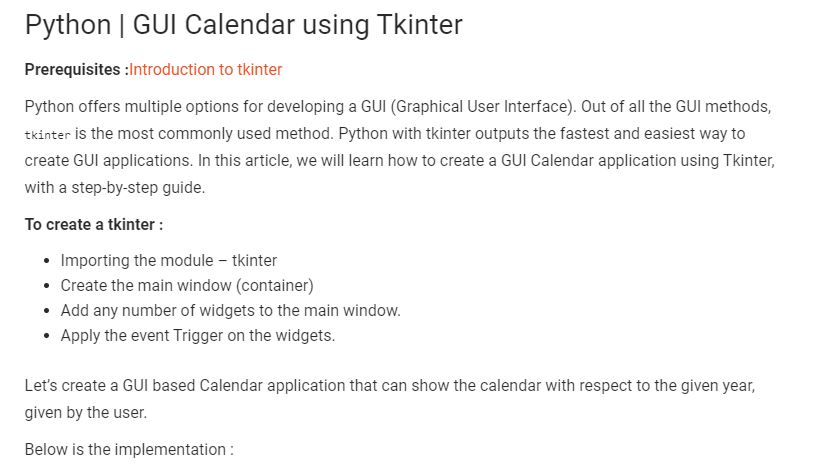 Python | GUI Calendar using Tkinter
Prerequisites :Introduction to tkinter
Python offers multiple options for developing a GUI (Graphical User Interface). Out of all the GUI methods,
tkinter is the most commonly used method. Python with tkinter outputs the fastest and easiest way to
create GUI applications. In this article, we will learn how to create a GUI Calendar application using Tkinter,
with a step-by-step guide.
To create a tkinter :
• Importing the module – tkinter
• Create the main window (container)
• Add any number of widgets to the main window.
• Apply the event Trigger on the widgets.
Let’s create a GUI based Calendar application that can show the calendar with respect to the given year,
given by the user.
Below is the implementation :